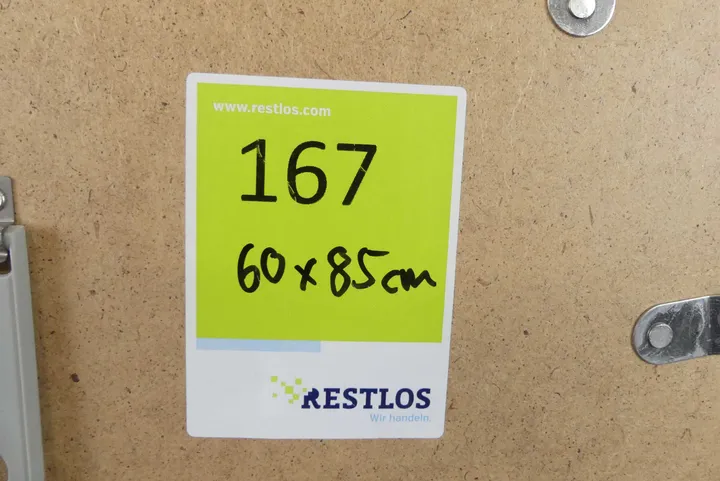 www.restlos.com
167
60 x 85 cm
RESTLOS
Wir handeln.